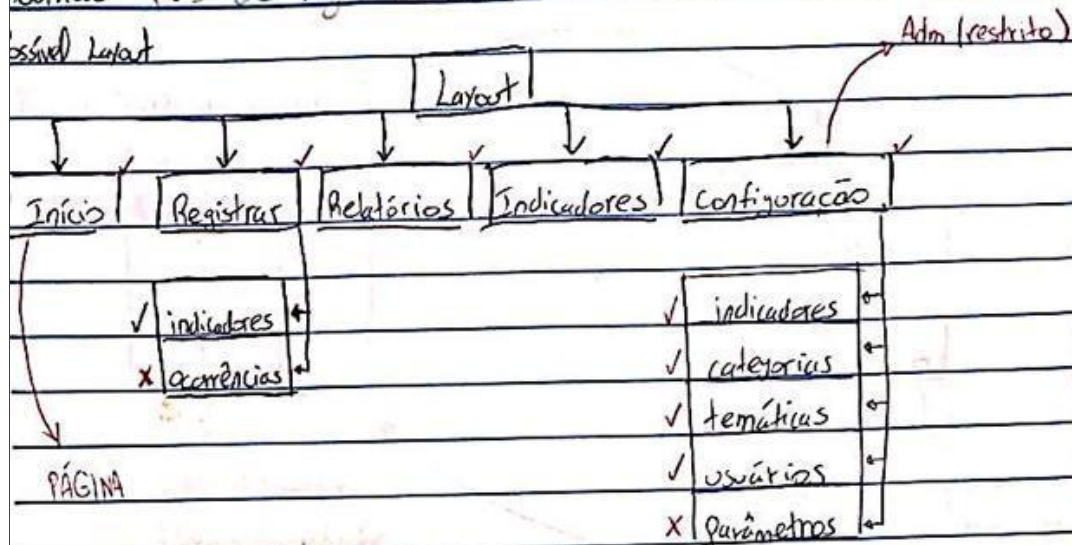 Possível Layout
Adm (restrito)
Layout
Início Registrar Relatórios Indicadores Configuração
indicadores
ocorrências
indicadores
categorias
temáticas
usuários
Parâmetros
PÁGINA